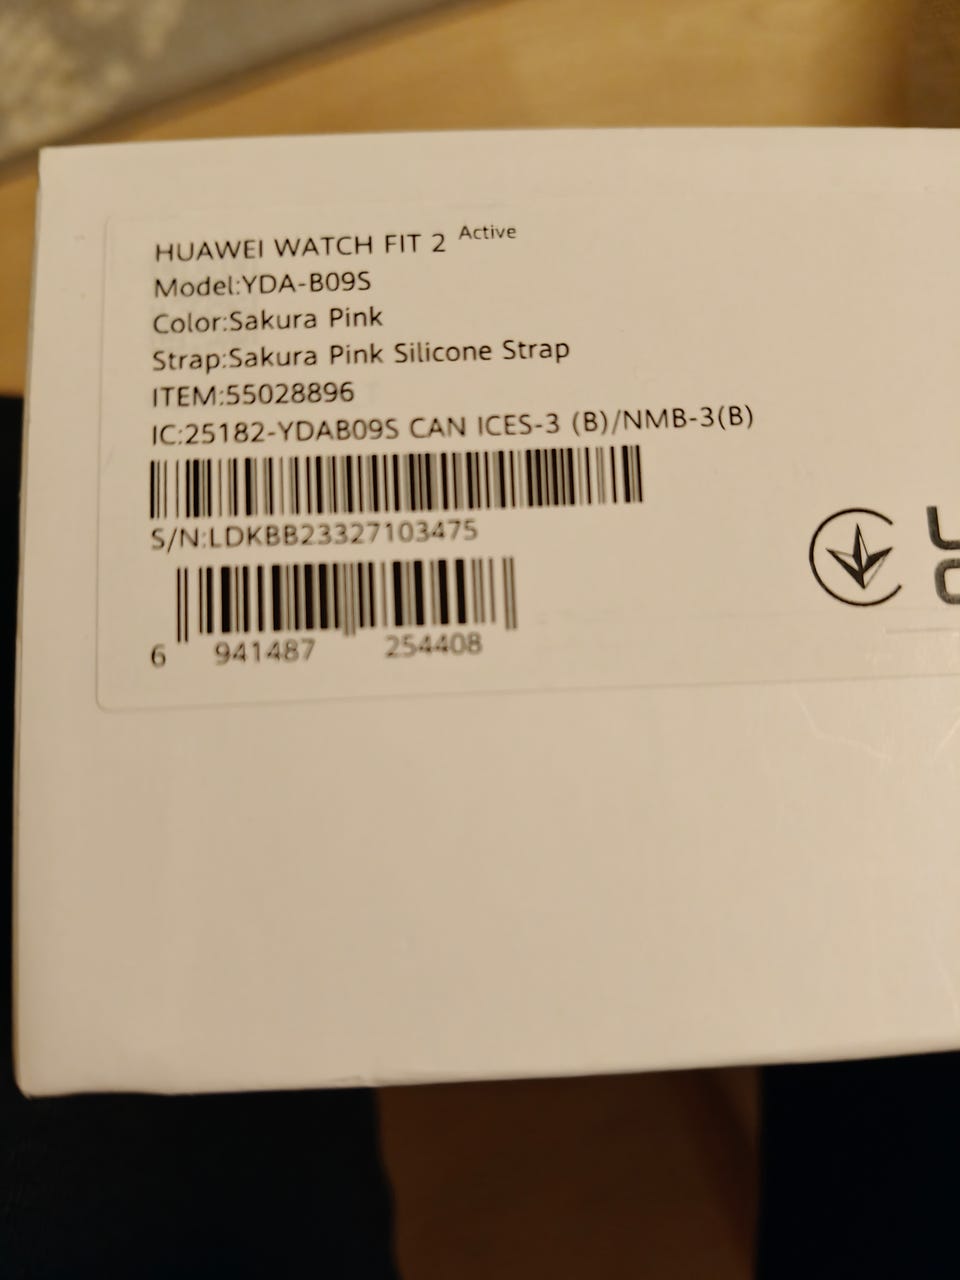 HUAWEI WATCH FIT 2 Active
Model:YDA-B09S
Color:Sakura Pink
Strap:Sakura Pink Silicone Strap
ITEM:55028896
IC:25182-YDAB09S CAN ICES-3 (B)/NMB-3(B)
S/N:LDKBB23327103475
6 941487 254408